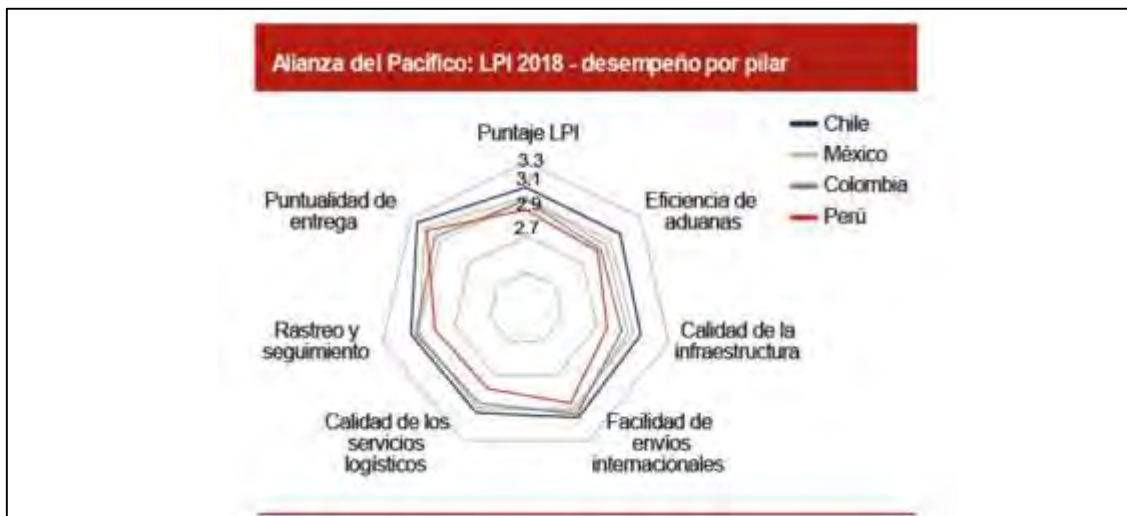 Alianza del Pacífico: LPI 2018 - desempeño por pilar
Puntaje LPI
3.3
3.1
2.9
2.7
Chile
México
Colombia
Perú
Puntualidad de
entrega
Eficiencia de
aduanas
Rastreo y
seguimiento
Calidad de la
infraestructura
Calidad de los
servicios
logísticos
Facilidad de
envíos
internacionales